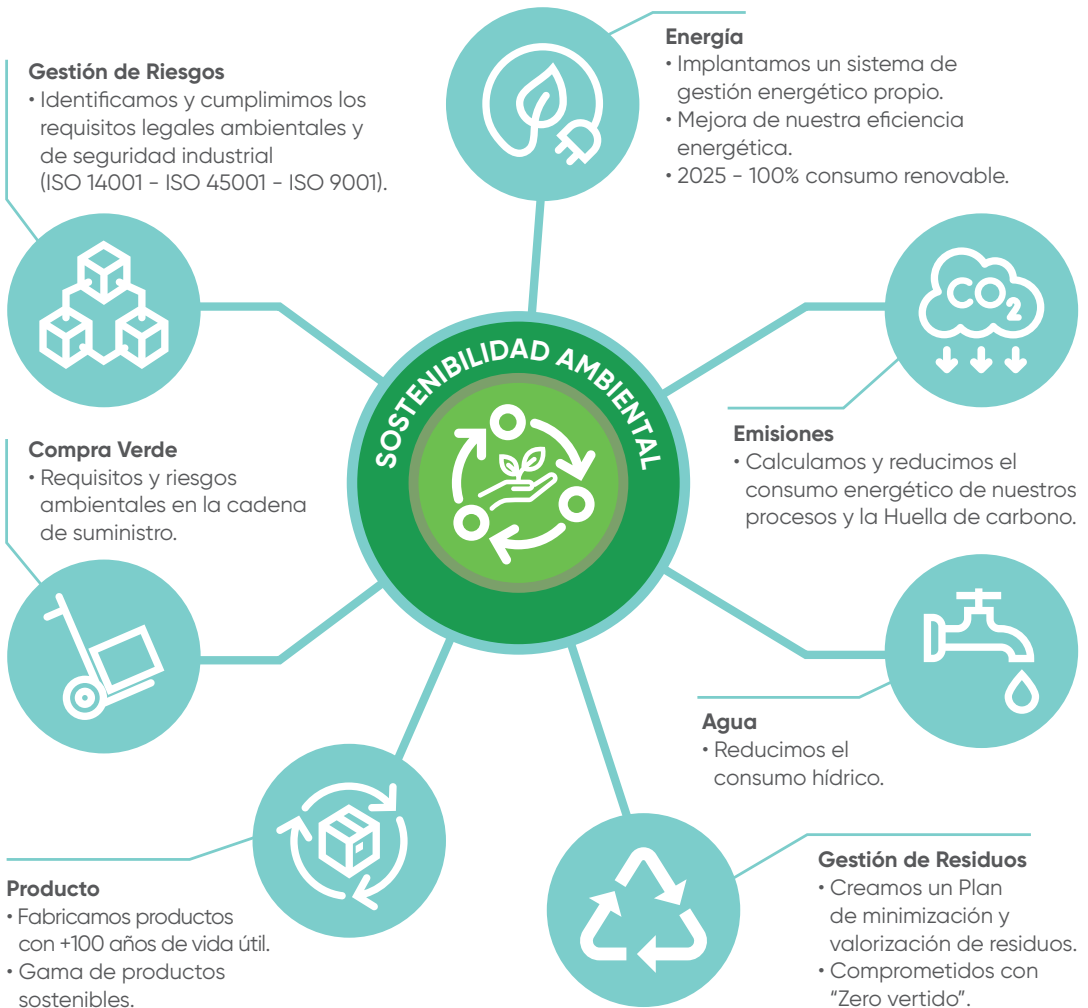 Gestión de Riesgos
• Identificamos y cumplimimos los
requisitos legales ambientales y
de seguridad industrial
(ISO 14001 - ISO 45001 - ISO 9001).
Energía
• Implantamos un sistema de
gestión energético propio.
• Mejora de nuestra eficiencia
energética.
• 2025 - 100% consumo renovable.
CO2
SOSTENIBILIDAD AMBIENTAL
Compra Verde
• Requisitos y riesgos
ambientales en la cadena
de suministro.
Emisiones
• Calculamos y reducimos el
consumo energético de nuestros
procesos y la Huella de carbono.
Agua
• Reducimos el
consumo hídrico.
Producto
• Fabricamos productos
con +100 años de vida útil.
• Gama de productos
sostenibles.
Gestión de Residuos
• Creamos un Plan
de minimización y
valorización de residuos.
• Comprometidos con
“Zero vertido”.